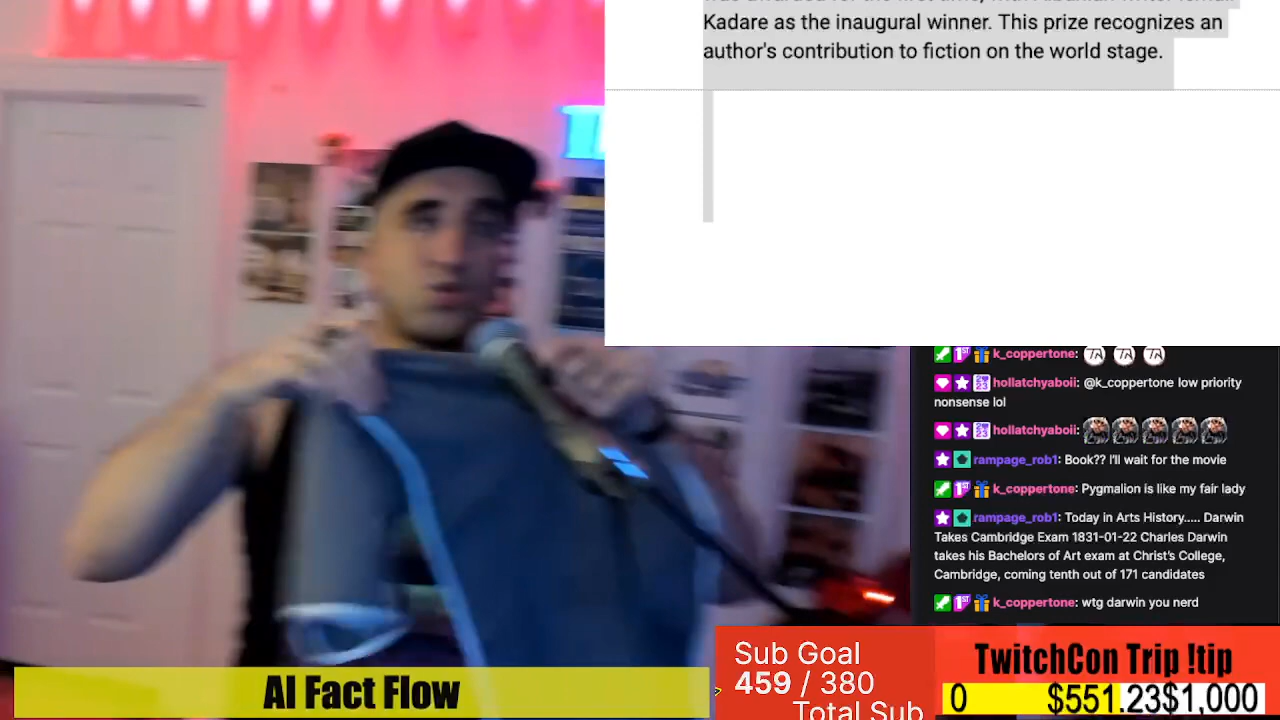 Kadare as the inaugural winner. This prize recognizes an
author's contribution to fiction on the world stage.
k_coppertone:
hollatchyaboii: @k_coppertone low priority
nonsense lol
hollatchyaboii:
rampage_rob1: Book?? I'll wait for the movie
k_coppertone: Pygmalion is like my fair lady
rampage_rob1: Today in Arts History..... Darwin
Takes Cambridge Exam 1831-01-22 Charles Darwin
takes his Bachelors of Art exam at Christ's College,
Cambridge, coming tenth out of 171 candidates
k_coppertone: wtg darwin you nerd
Sub Goal
459 / 380
Total Sub
TwitchCon Trip !tip
0 $551.23 $1,000
AI Fact Flow